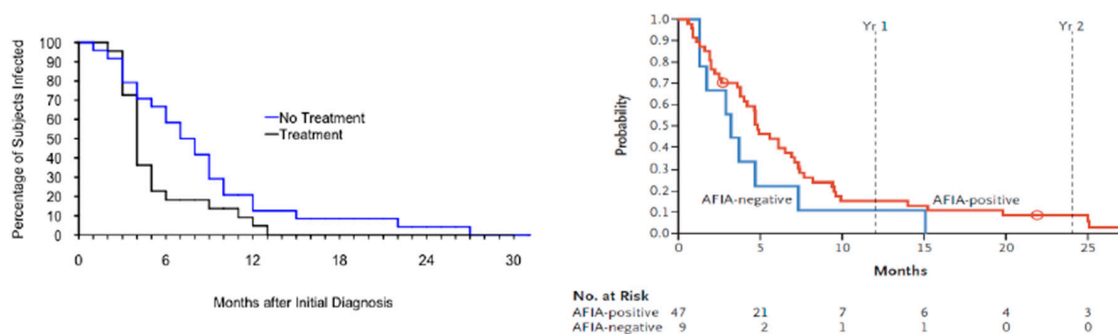 Percentage of Subjects Infected
100
90
80
70
60
50
40
30
20
10
0
No Treatment
Treatment
0 6 12 18 24 30
Months after Initial Diagnosis
Probability
1.0
0.9
0.8
0.7
0.6
0.5
0.4
0.3
0.2
0.1
0.0
Yr 1
Yr 2
AFIA-negative
AFIA-positive
0 5 10 15 20 25
Months
No. at Risk
AFIA-positive 47 21 7 6 4 3
AFIA-negative 9 2 1 1 0 0